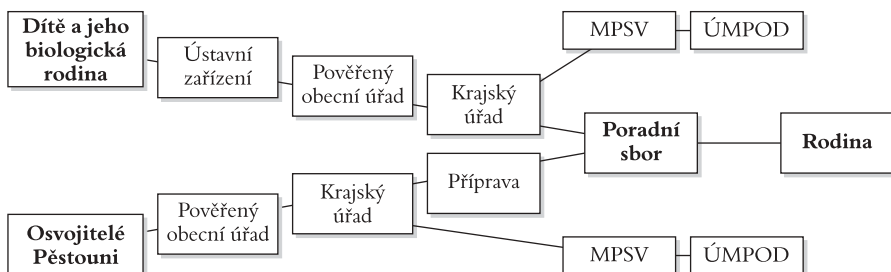 Dítě a jeho
biologická
rodina
Ústavní
zařízení
Pověřený
obecní úřad
Krajský
úřad
MPSV
ÚMPOD
Poradní
sbor
Rodina
Osvojitelé
Pěstouni
Pověřený
obecní úřad
Krajský
úřad
Příprava
MPSV
ÚMPOD